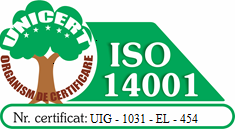 UNICERT
ORGANISM DE CERTIFICARE
ISO
14001
Nr. certificat: UIG - 1031 - EL - 454